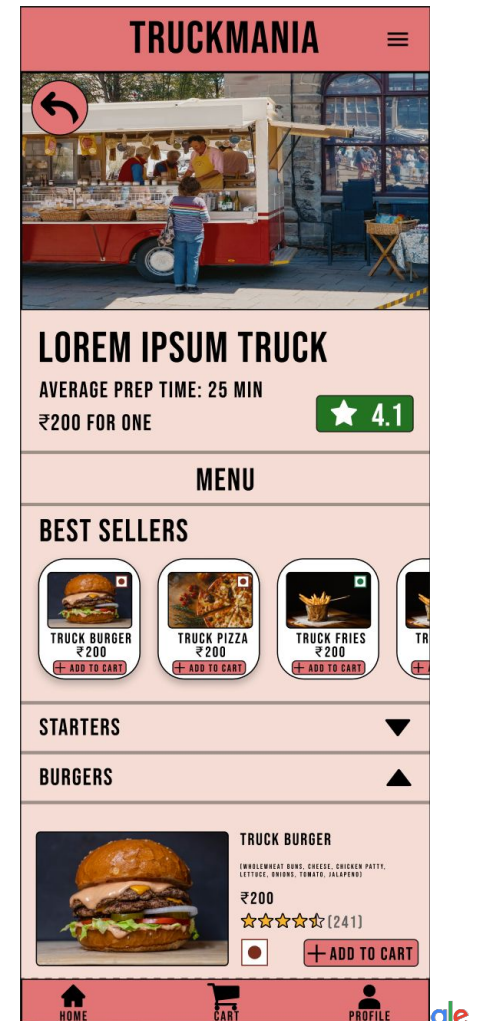 TRUCKMANIA
LOREM IPSUM TRUCK
AVERAGE PREP TIME: 25 MIN
₹200 FOR ONE
4.1
MENU
BEST SELLERS
TRUCK BURGER
₹200
+ ADD TO CART
TRUCK PIZZA
₹200
+ ADD TO CART
TRUCK FRIES
₹200
+ ADD TO CART
TR
STARTERS
BURGERS
TRUCK BURGER
(WHOLEWHEAT BUNS, CHEESE, CHICKEN PATTY,
LETTUCE, ONIONS, TOMATO, JALAPENO)
₹200
(241)
+ ADD TO CART
HOME
CART
PROFILE
gle